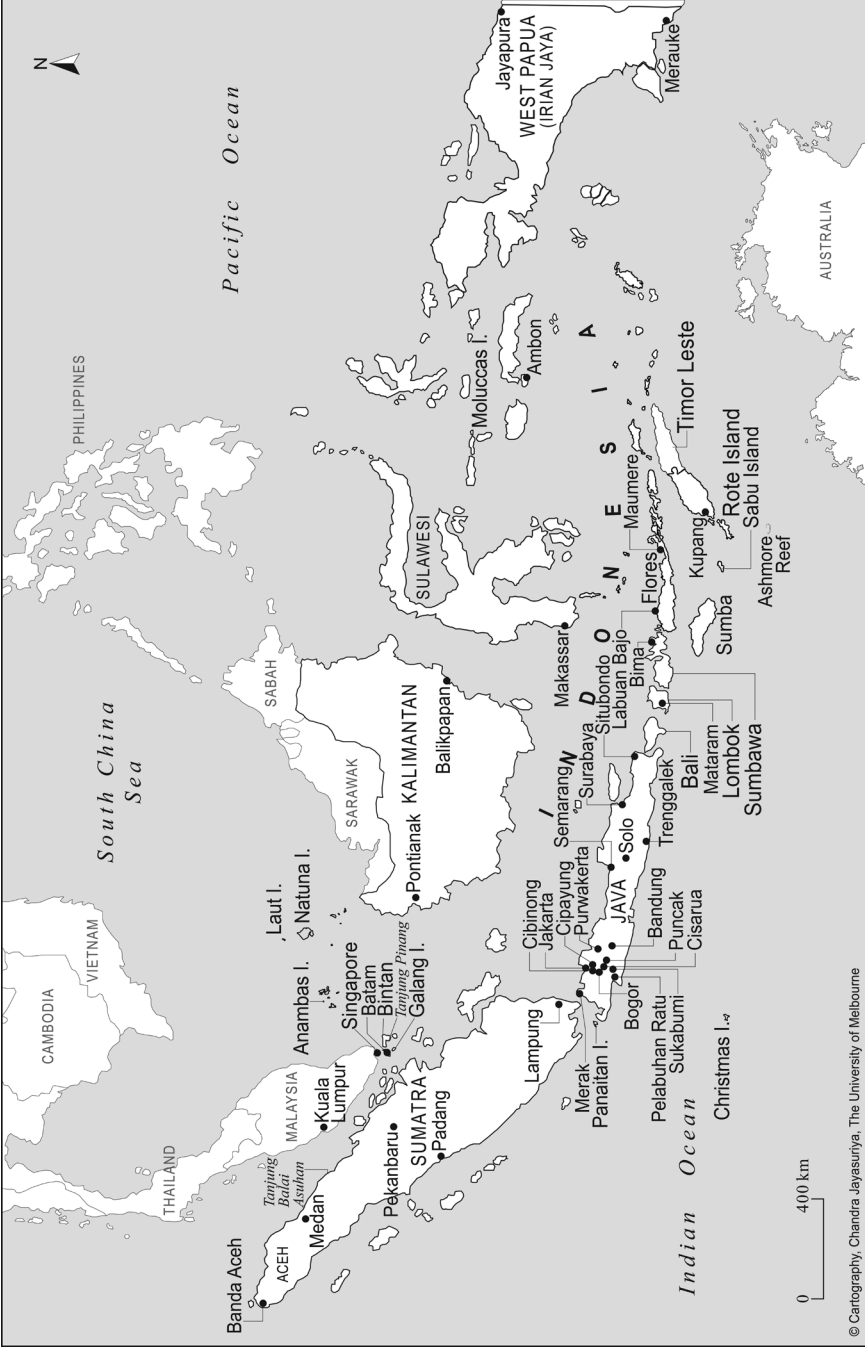 N
Pacific Ocean
PHILIPPINES
South China
Sea
CAMBODIA
VIETNAM
THAILAND
MALAYSIA
Kuala
Lumpur
SABAH
SARAWAK
Laut I.
Natuna I.
Anambas I.
Singapore
Batam
Bintan
Tanjung Pinang
Galang I.
Banda Aceh
ACEH
Tanjung
Balai
Asuhan
Medan
Pekanbaru
SUMATRA
Padang
Lampung
Pontianak
KALIMANTAN
Balikpapan
SULAWESI
Makassar
Moluccas I.
Ambon
Jayapura
WEST PAPUA
(IRIAN JAYA)
Merauke
INDONESIA
Cibinong
Jakarta
Cipayung
Purwakerta
Semarang
Surabaya
Situbondo
Labuan Bajo
Bima
Flores
Maumere
JAVA
Solo
Merak
Panaitan I.
Bogor
Pelabuhan Ratu
Sukabumi
Bandung
Puncak
Cisarua
Trenggalek
Bali
Mataram
Lombok
Sumbawa
Sumba
Kupang
Timor Leste
Rote Island
Sabu Island
Ashmore
Reef
AUSTRALIA
Christmas I.
Indian Ocean
0 400 km
© Cartography, Chandra Jayasuriya, The University of Melbourne